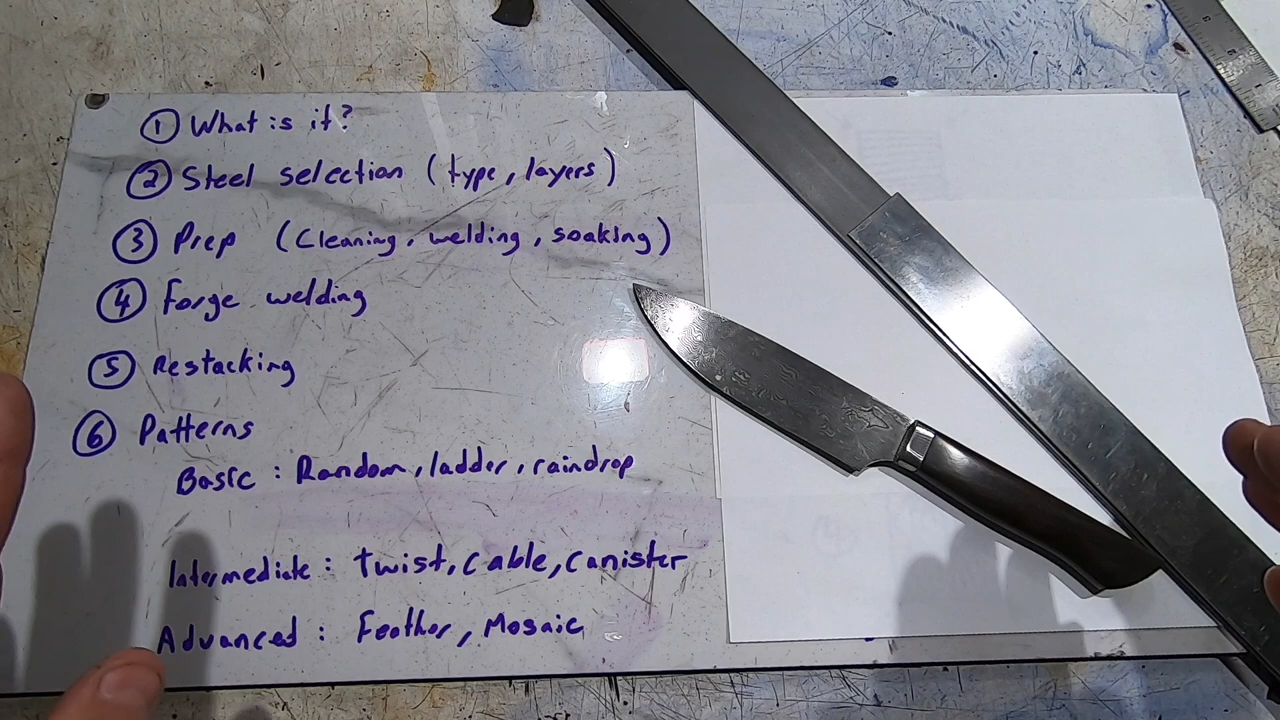 ① What is it?
② Steel selection (type, layers)
③ Prep (Cleaning, welding, soaking)
④ Forge welding
⑤ Restacking
⑥ Patterns
Basic : Random, ladder, raindrop
Intermediate : twist, cable, canister
Advanced : Feather, Mosaic